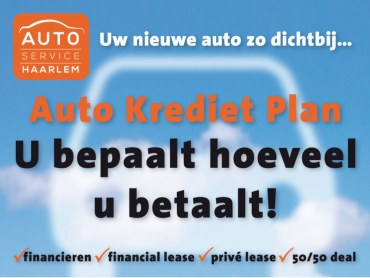 AUTO
SERVICE
HAARLEM
Uw nieuwe auto zo dichtbij...
Auto Krediet Plan
U bepaalt hoeveel
u betaalt!
✓financieren ✓financial lease ✓privé lease ✓50/50 deal